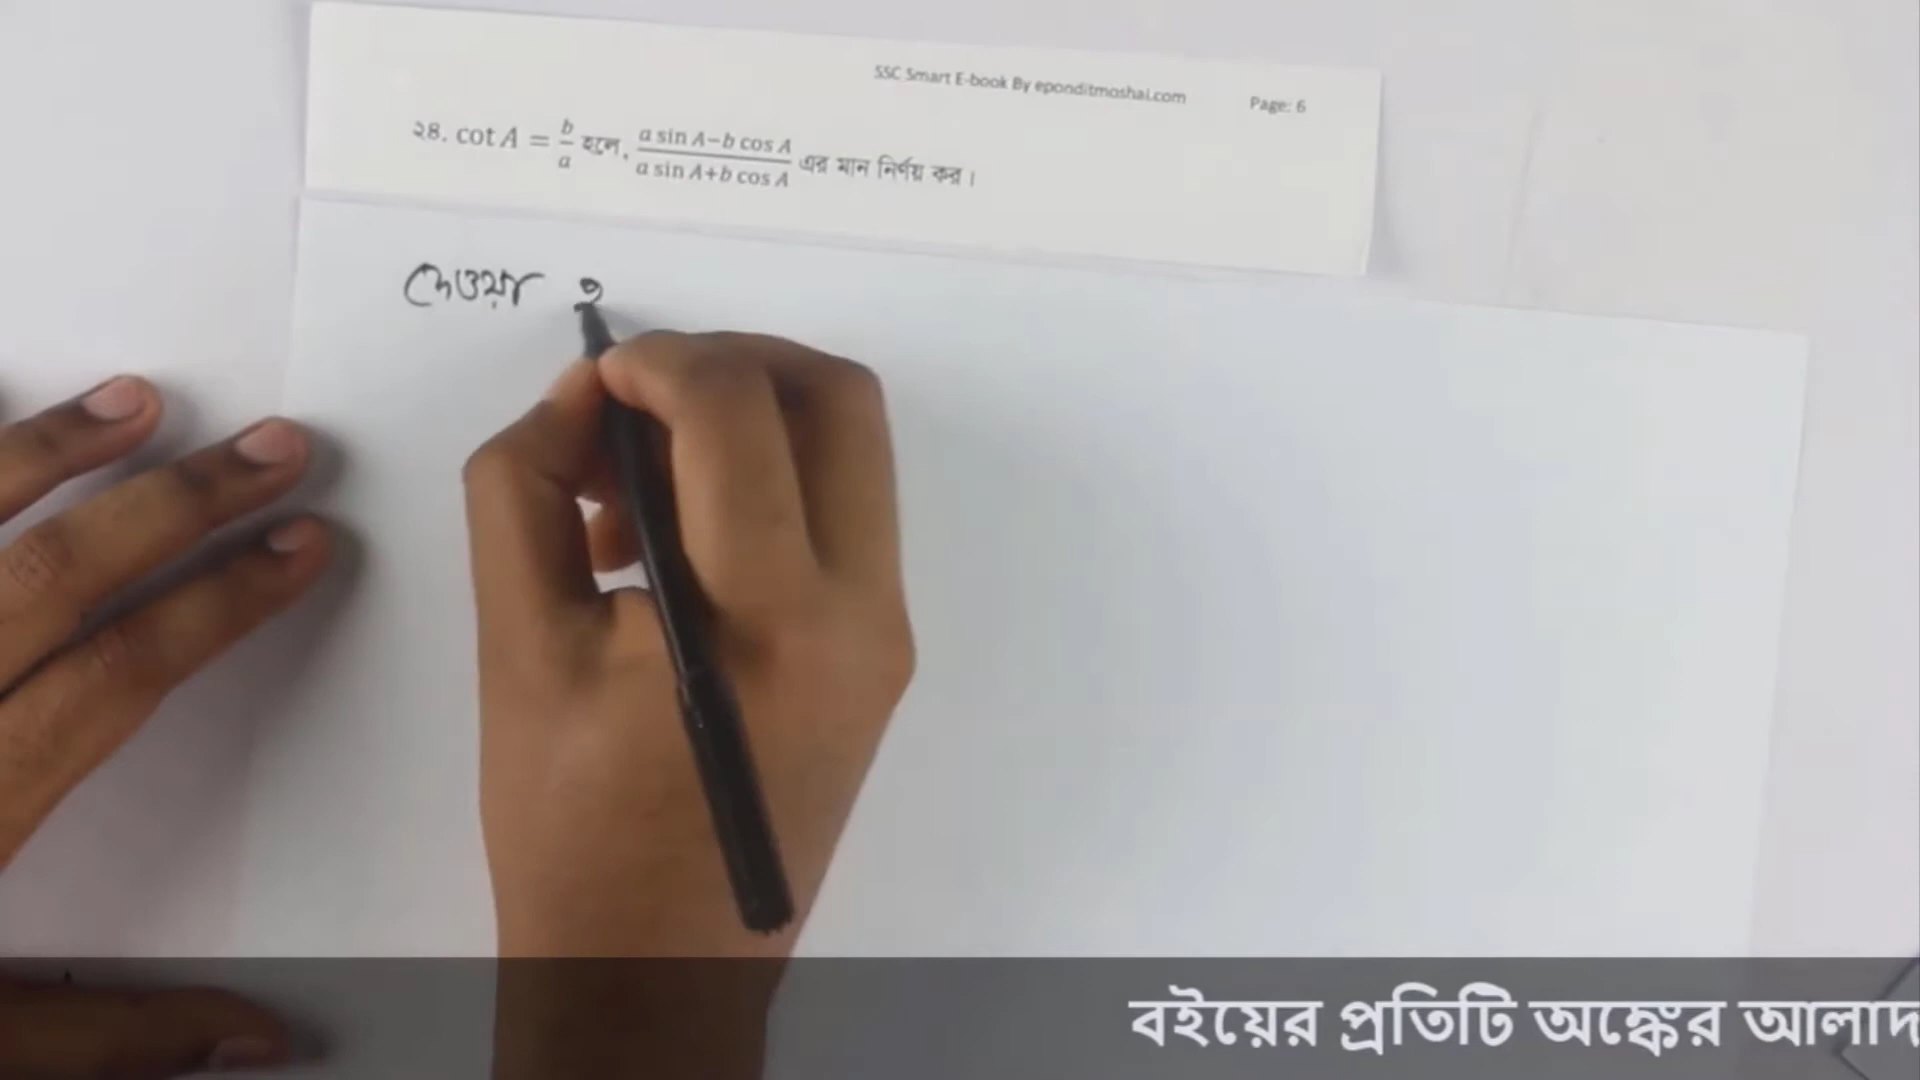 SSC Smart E-book By eponditmoshai.com Page: 6
২৪. cot A = b/a হলে, (a sin A−b cos A)/(a sin A+b cos A) এর মান নির্ণয় কর।
দেওয়া
বইয়ের প্রতিটি অঙ্কের আলাদ